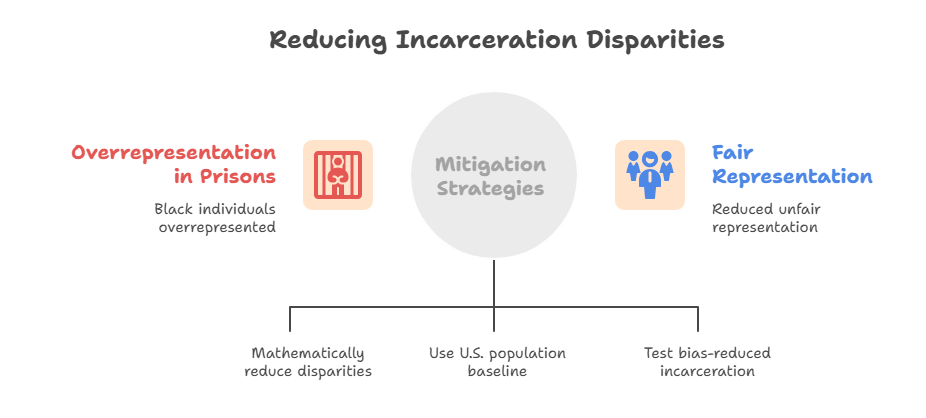 Reducing Incarceration Disparities
Overrepresentation
in Prisons
Black individuals
overrepresented
Mitigation
Strategies
Fair
Representation
Reduced unfair
representation
Mathematically
reduce disparities
Use U.S. population
baseline
Test bias-reduced
incarceration